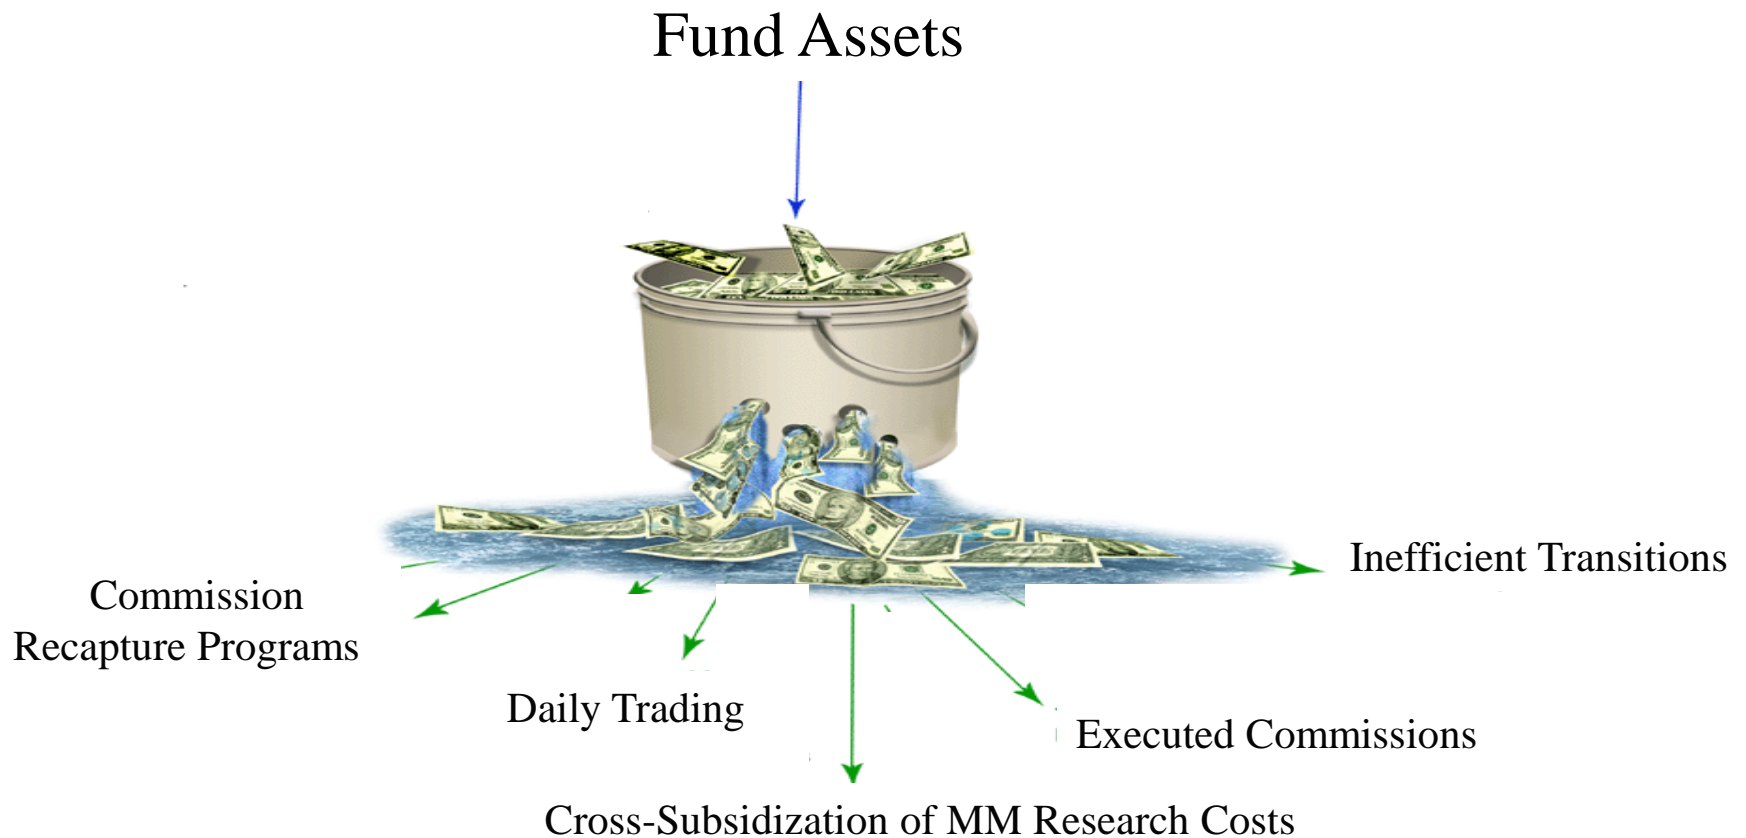 Fund Assets
Inefficient Transitions
Commission
Recapture Programs
Daily Trading
Executed Commissions
Cross-Subsidization of MM Research Costs